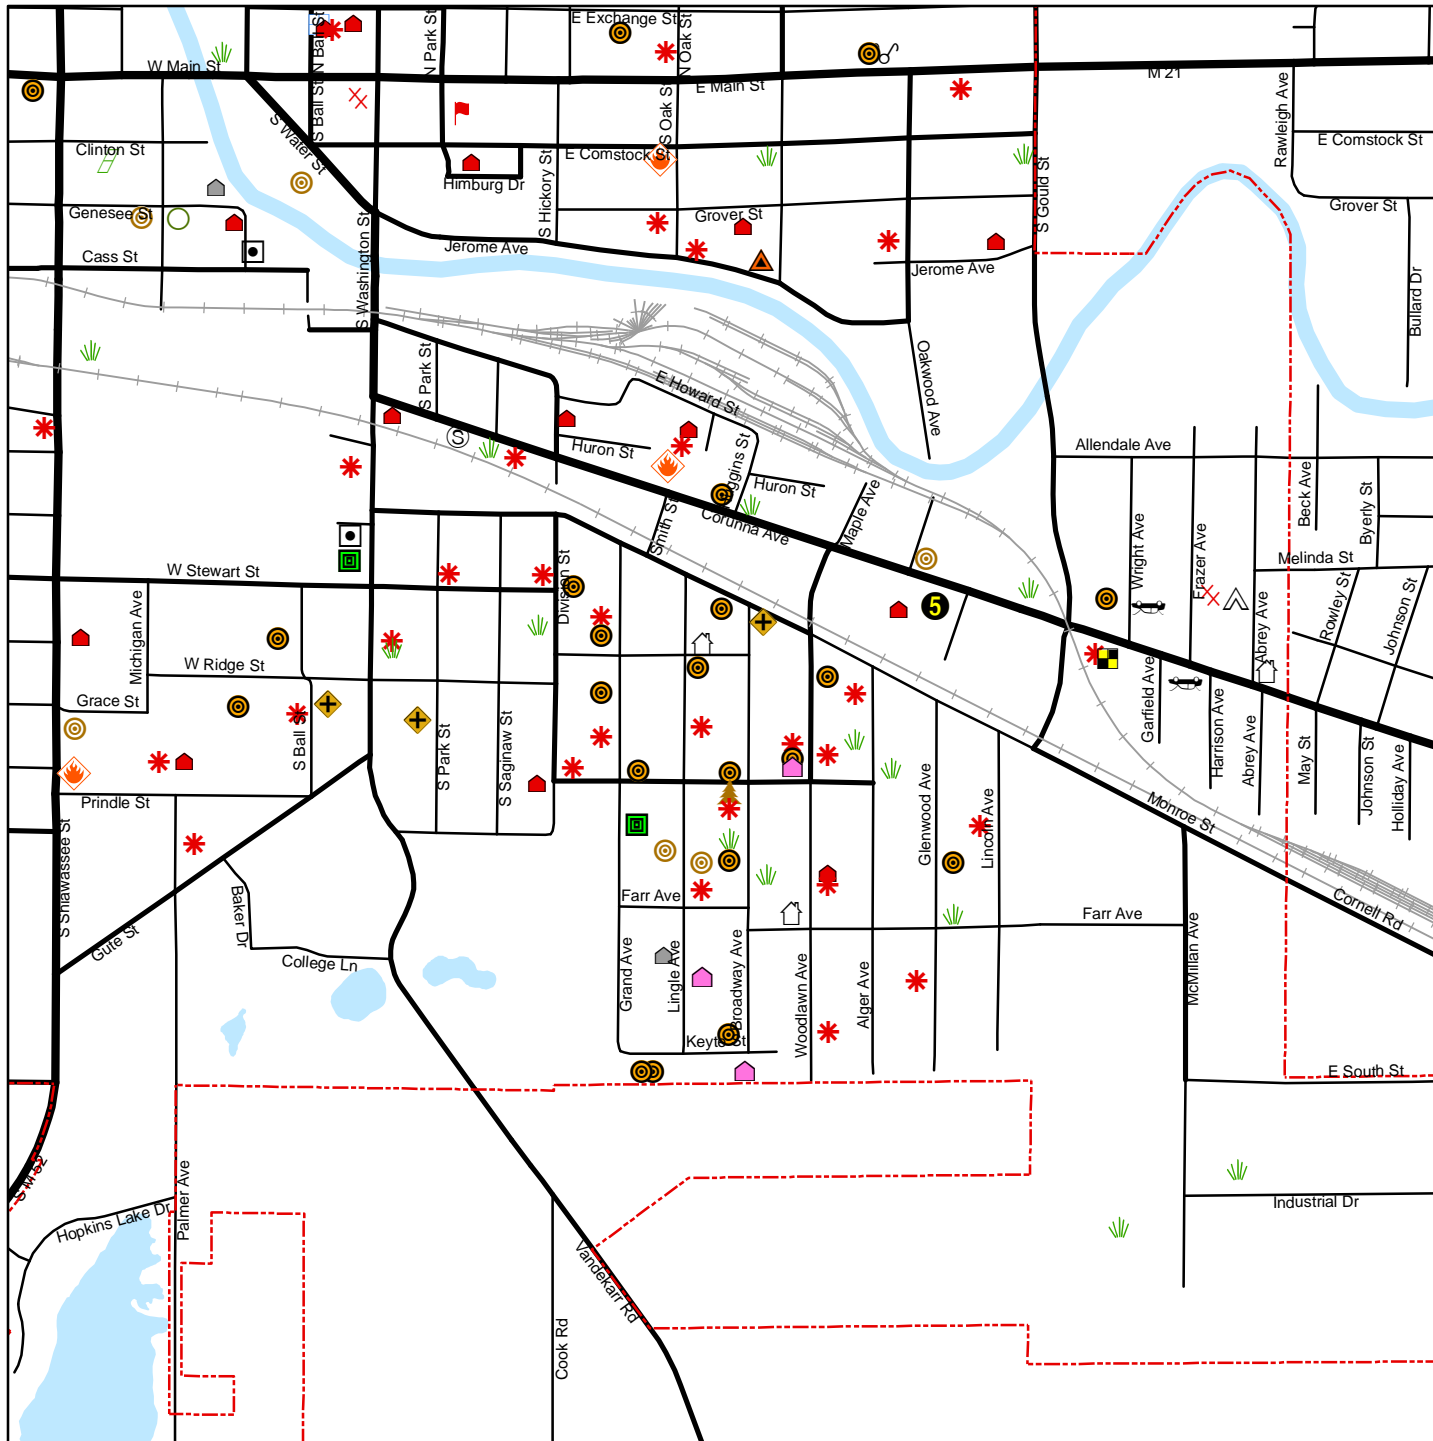 E Exchange St
N Ball St
N Park St
N Oak St
W Main St
M 21
E Main St
S Ball St
S Oak St
Rawleigh Ave
S Water St
E Comstock St
Clinton St
E Comstock St
Himburg Dr
S Hickory St
S Gould St
Genesee St
Grover St
Grover St
S Washington St
Jerome Ave
Cass St
Jerome Ave
Bullard Dr
S Park St
E Howard St
Oakwood Ave
S
Huron St
Allendale Ave
Huron St
Maple Ave
Beck Ave
Byerly St
Smith St
Corunna Ave
Wright Ave
Frazer Ave
Melinda St
W Stewart St
Division St
5
Rowley St
Johnson St
Michigan Ave
Abrey Ave
W Ridge St
Grace St
S Ball St
S Park St
S Saginaw St
Garfield Ave
Harrison Ave
Abrey Ave
May St
Johnson St
Holliday Ave
Prindle St
Glenwood Ave
Lincoln Ave
Monroe St
S Shiawassee St
Baker Dr
Farr Ave
Farr Ave
Cornell Rd
Gute St
College Ln
Grand Ave
Lingle Ave
Broadway Ave
Woodlawn Ave
Alger Ave
McMillan Ave
Keyte St
E South St
S M 52
Palmer Ave
Hopkins Lake Dr
Industrial Dr
Vandekarr Rd
Cook Rd